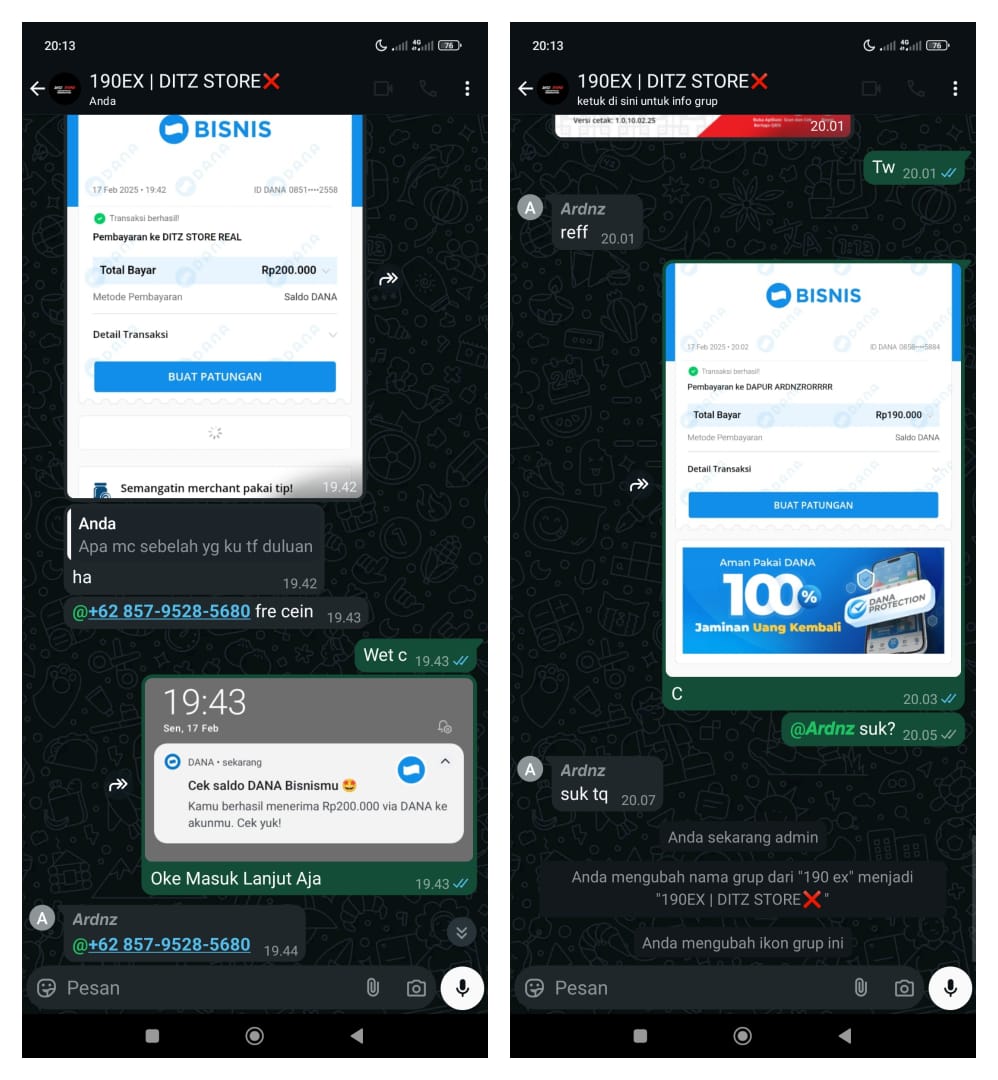 20:13
4G
76
190EX | DITZ STORE❌
Anda
BISNIS
17 Feb 2025 • 19:42
ID DANA 0851····2558
Transaksi berhasil!
Pembayaran ke DITZ STORE REAL
Total Bayar
Rp200.000
Metode Pembayaran
Saldo DANA
Detail Transaksi
BUAT PATUNGAN
Semangatin merchant pakai tip!
19.42
Anda
Apa mc sebelah yg ku tf duluan
ha
19.42
@+62 857-9528-5680 fre cein
19.43
Wet c
19.43
19:43
Sen, 17 Feb
DANA • sekarang
Cek saldo DANA Bisnismu 🤩
Kamu berhasil menerima Rp200.000 via DANA ke
akunmu. Cek yuk!
Oke Masuk Lanjut Aja
19.43
A
Ardnz
@+62 857-9528-5680
19.44
Pesan
20:13
4G
76
190EX | DITZ STORE❌
ketuk di sini untuk info grup
Versi cetak: 1.0,10.02.25
20.01
Tw
20.01
A
Ardnz
reff
20.01
BISNIS
17 Feb 2025 • 20:02
ID DANA 0858····5884
Transaksi berhasil!
Pembayaran ke DAPUR ARDNZRORRRR
Total Bayar
Rp190.000
Metode Pembayaran
Saldo DANA
Detail Transaksi
BUAT PATUNGAN
Aman Pakai DANA
100%
Jaminan Uang Kembali
DANA
PROTECTION
C
20.03
@Ardnz suk?
20.05
A
Ardnz
suk tq
20.07
Anda sekarang admin
Anda mengubah nama grup dari "190 ex" menjadi
"190EX | DITZ STORE❌ "
Anda mengubah ikon grup ini
Pesan